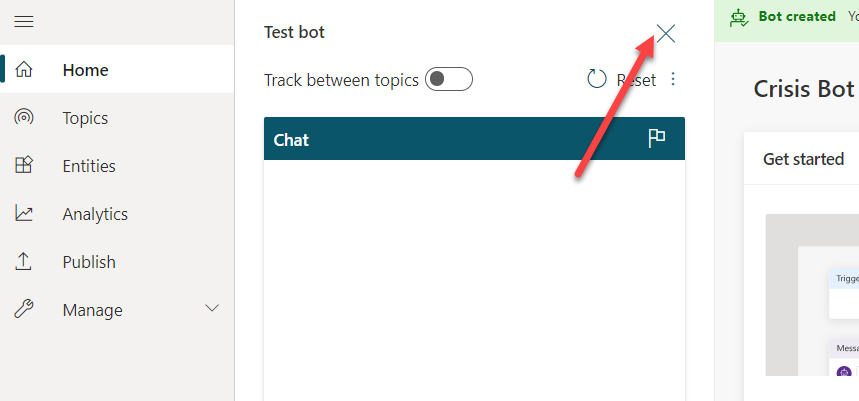 Home
Topics
Entities
Analytics
Publish
Manage
Test bot
Track between topics
Reset
Chat
Bot created
Crisis Bot
Get started